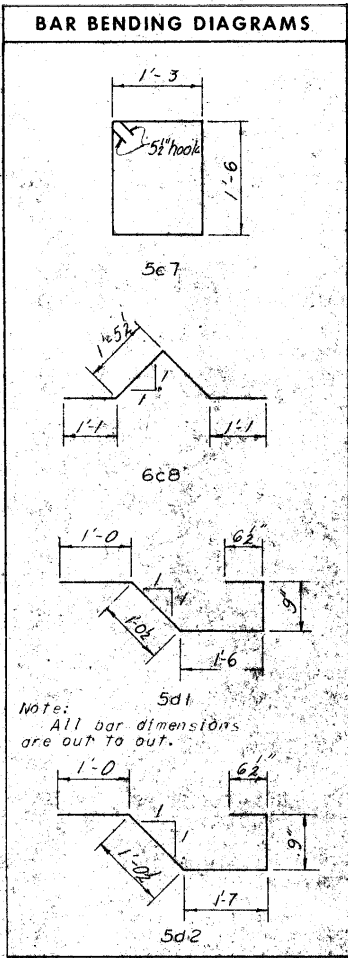 BAR BENDING DIAGRAMS
1'-3
5½" hook
1'-6
5c7
1'-5½
1
1
1'-1
1'-1
6c8
1'-0
6½"
1
1
9"
1'-0½
1'-6
5d1
Note:
All bar dimensions
are out to out.
1'-0
6½"
1
1
9"
1'-0½
1'-7
5d2